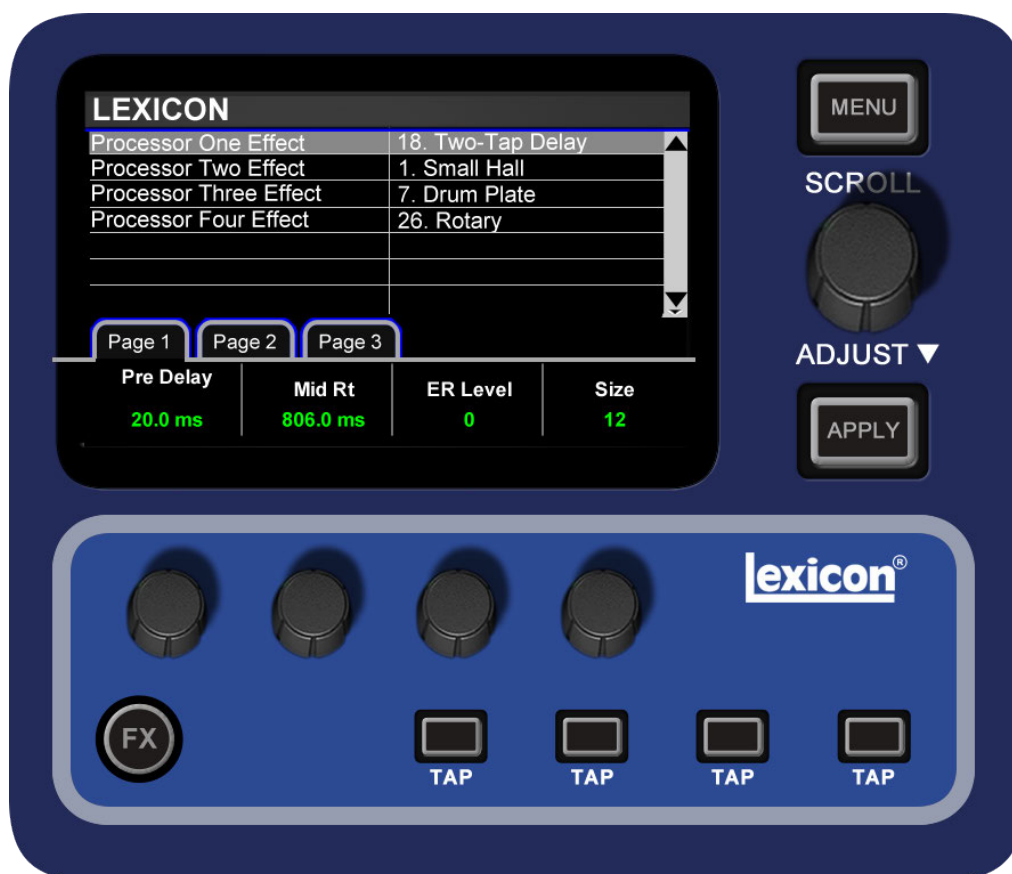 LEXICON
Processor One Effect 18. Two-Tap Delay
Processor Two Effect 1. Small Hall
Processor Three Effect 7. Drum Plate
Processor Four Effect 26. Rotary
Page 1 Page 2 Page 3
Pre Delay Mid Rt ER Level Size
20.0 ms 806.0 ms 0 12
MENU
SCROLL
ADJUST ▼
APPLY
lexicon®
FX
TAP TAP TAP TAP